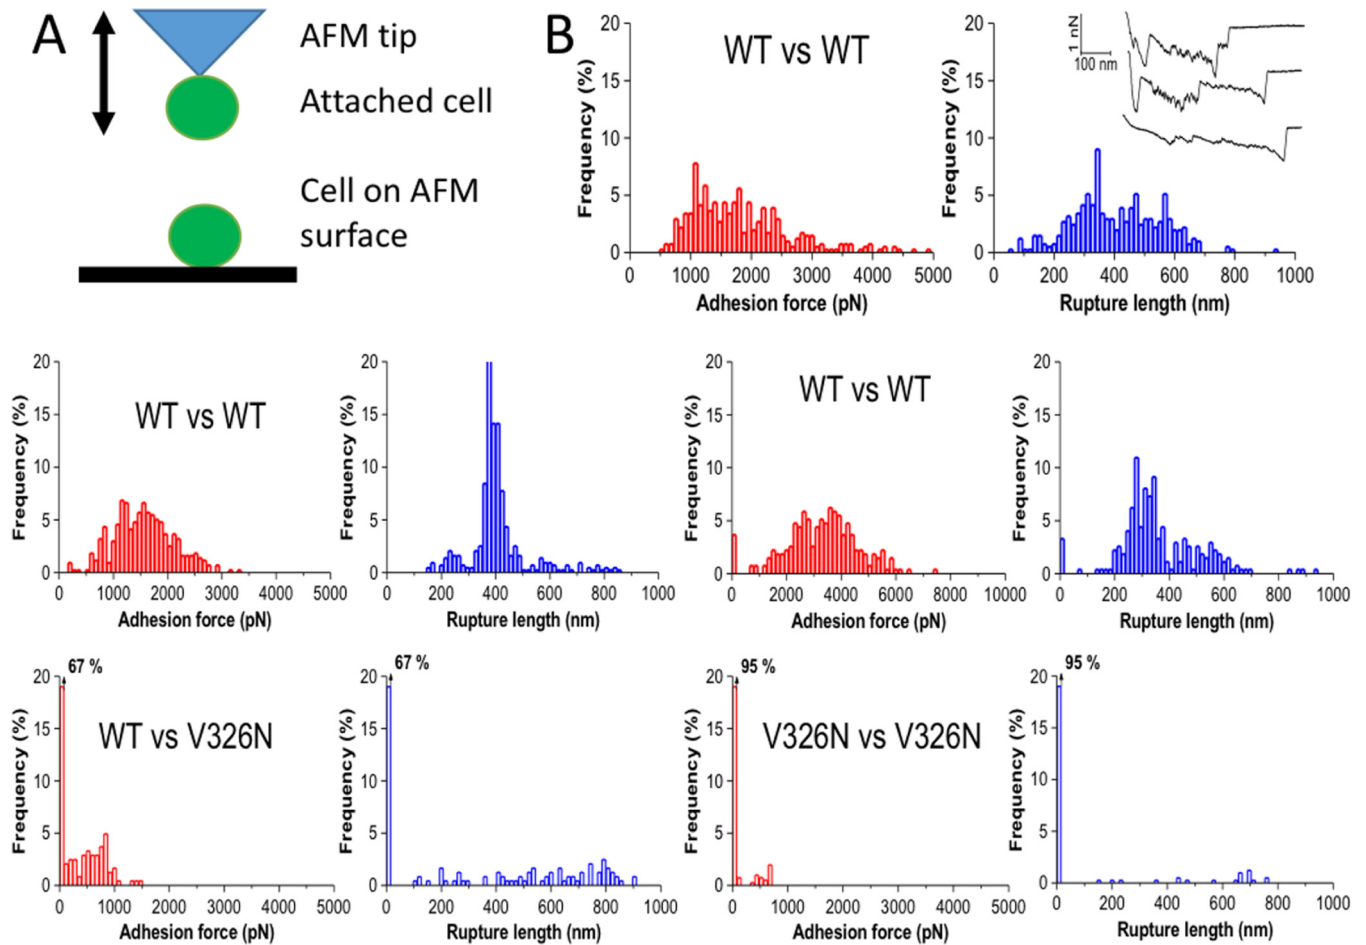 A
AFM tip
Attached cell
Cell on AFM
surface
B
WT vs WT
Frequency (%)
20
15
10
5
0
0 1000 2000 3000 4000 5000
Adhesion force (pN)
1 nN
100 nm
Frequency (%)
20
15
10
5
0
0 200 400 600 800 1000
Rupture length (nm)
WT vs WT
Frequency (%)
20
15
10
5
0
0 1000 2000 3000 4000 5000
Adhesion force (pN)
Frequency (%)
20
15
10
5
0
0 200 400 600 800 1000
Rupture length (nm)
WT vs WT
Frequency (%)
20
15
10
5
0
0 2000 4000 6000 8000 10000
Adhesion force (pN)
Frequency (%)
20
15
10
5
0
0 200 400 600 800 1000
Rupture length (nm)
67 %
WT vs V326N
Frequency (%)
20
15
10
5
0
0 1000 2000 3000 4000 5000
Adhesion force (pN)
67 %
Frequency (%)
20
15
10
5
0
0 200 400 600 800 1000
Rupture length (nm)
95 %
V326N vs V326N
Frequency (%)
20
15
10
5
0
0 1000 2000 3000 4000 5000
Adhesion force (pN)
95 %
Frequency (%)
20
15
10
5
0
0 200 400 600 800 1000
Rupture length (nm)